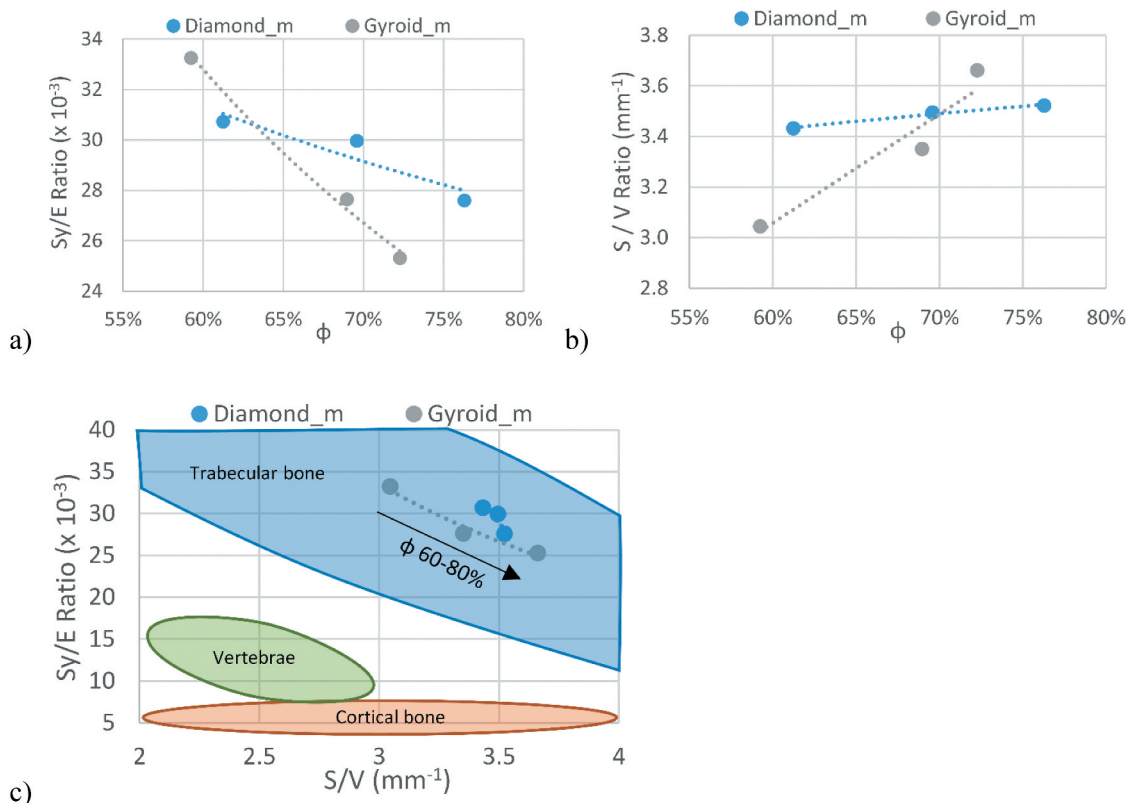 Diamond_m Gyroid_m
Sy/E Ratio (x 10⁻³)
34
32
30
28
26
24
55% 60% 65% 70% 75% 80%
ϕ
a)
Diamond_m Gyroid_m
S / V Ratio (mm⁻¹)
3.8
3.6
3.4
3.2
3.0
2.8
55% 60% 65% 70% 75% 80%
ϕ
b)
Diamond_m Gyroid_m
Sy/E Ratio (x 10⁻³)
40
35
30
25
20
15
10
5
Trabecular bone
ϕ 60-80%
Vertebrae
Cortical bone
2 2.5 3 3.5 4
S/V (mm⁻¹)
c)